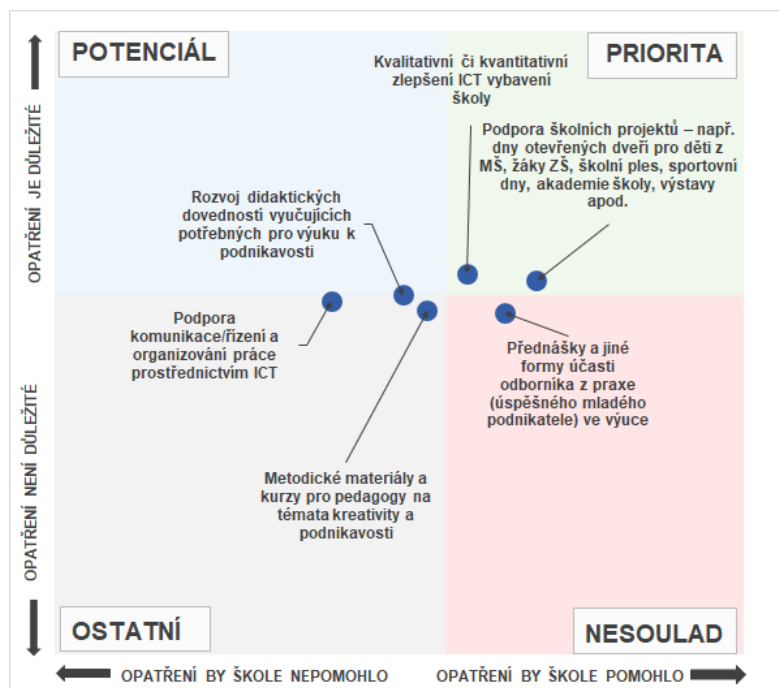 POTENCIÁL
PRIORITA
Kvalitativní či kvantitativní
zlepšení ICT vybavení
školy
Podpora školních projektů – např.
dny otevřených dveří pro děti z
MŠ, žáky ZŠ, školní ples, sportovní
dny, akademie školy, výstavy
apod.
Rozvoj didaktických
dovedností vyučujících
potřebných pro výuku k
podnikavosti
Podpora
komunikace/řízení a
organizování práce
prostřednictvím ICT
Přednášky a jiné
formy účasti
odborníka z praxe
(úspěšného mladého
podnikatele) ve výuce
Metodické materiály a
kurzy pro pedagogy na
témata kreativity a
podnikavosti
OPATŘENÍ JE DŮLEŽITÉ
OPATŘENÍ NENÍ DŮLEŽITÉ
OSTATNÍ
NESOULAD
OPATŘENÍ BY ŠKOLE NEPOMOHLO
OPATŘENÍ BY ŠKOLE POMOHLO